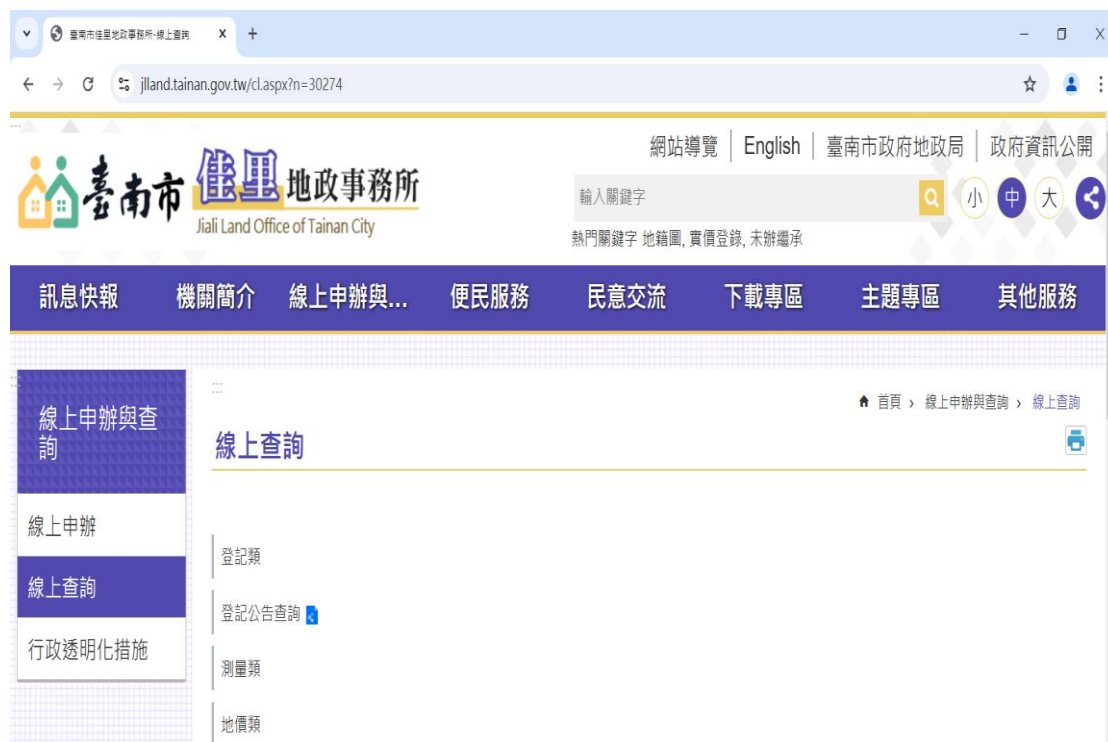 臺南市佳里地政事務所-線上查詢
jlland.tainan.gov.tw/cl.aspx?n=30274
網站導覽 English 臺南市政府地政局 政府資訊公開
臺南市 佳里 地政事務所
Jiali Land Office of Tainan City
輸入關鍵字
小 中 大
熱門關鍵字 地籍圖, 實價登錄, 未辦繼承
訊息快報 機關簡介 線上申辦與... 便民服務 民意交流 下載專區 主題專區 其他服務
:::
首頁 › 線上申辦與查詢 › 線上查詢
線上申辦與查
詢
線上申辦
線上查詢
行政透明化措施
線上查詢
登記類
登記公告查詢
測量類
地價類